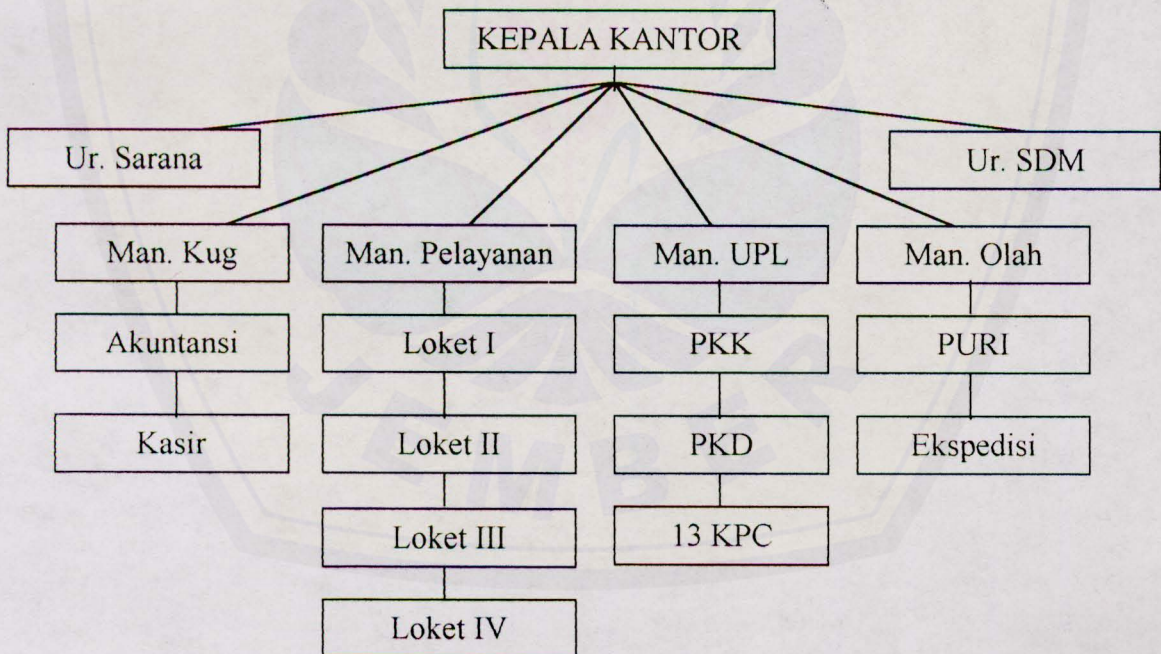 KEPALA KANTOR
Ur. Sarana
Ur. SDM
Man. Kug
Man. Pelayanan
Man. UPL
Man. Olah
Akuntansi
Loket I
PKK
PURI
Kasir
Loket II
PKD
Ekspedisi
Loket III
13 KPC
Loket IV
JEMBER